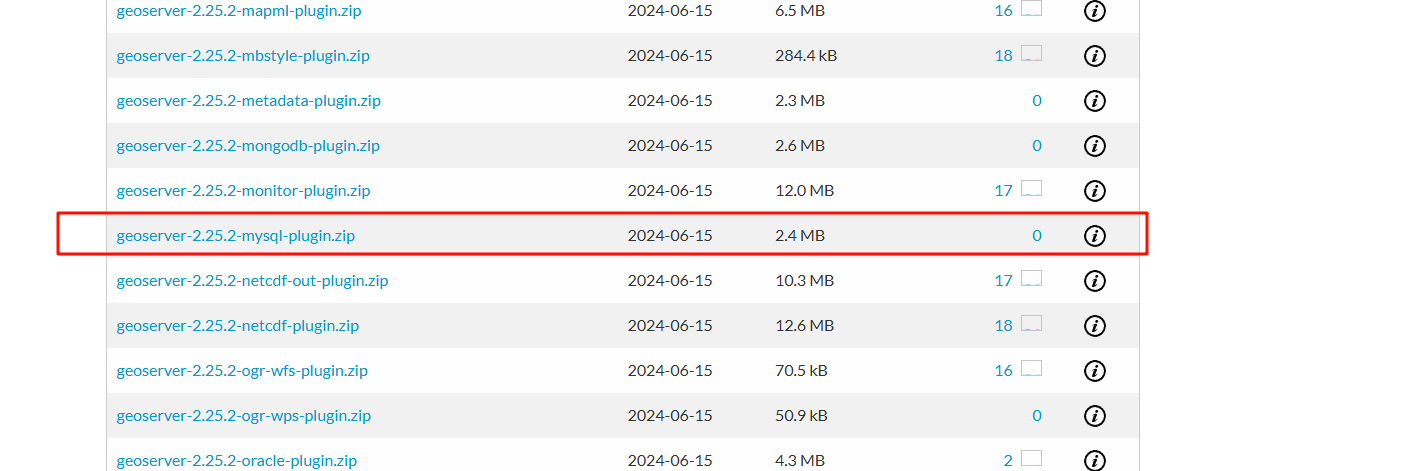 geoserver-2.25.2-mapml-plugin.zip 2024-06-15 6.5 MB 16
geoserver-2.25.2-mbstyle-plugin.zip 2024-06-15 284.4 kB 18
geoserver-2.25.2-metadata-plugin.zip 2024-06-15 2.3 MB 0
geoserver-2.25.2-mongodb-plugin.zip 2024-06-15 2.6 MB 0
geoserver-2.25.2-monitor-plugin.zip 2024-06-15 12.0 MB 17
geoserver-2.25.2-mysql-plugin.zip 2024-06-15 2.4 MB 0
geoserver-2.25.2-netcdf-out-plugin.zip 2024-06-15 10.3 MB 17
geoserver-2.25.2-netcdf-plugin.zip 2024-06-15 12.6 MB 18
geoserver-2.25.2-ogr-wfs-plugin.zip 2024-06-15 70.5 kB 16
geoserver-2.25.2-ogr-wps-plugin.zip 2024-06-15 50.9 kB 0
geoserver-2.25.2-oracle-plugin.zip 2024-06-15 4.3 MB 2